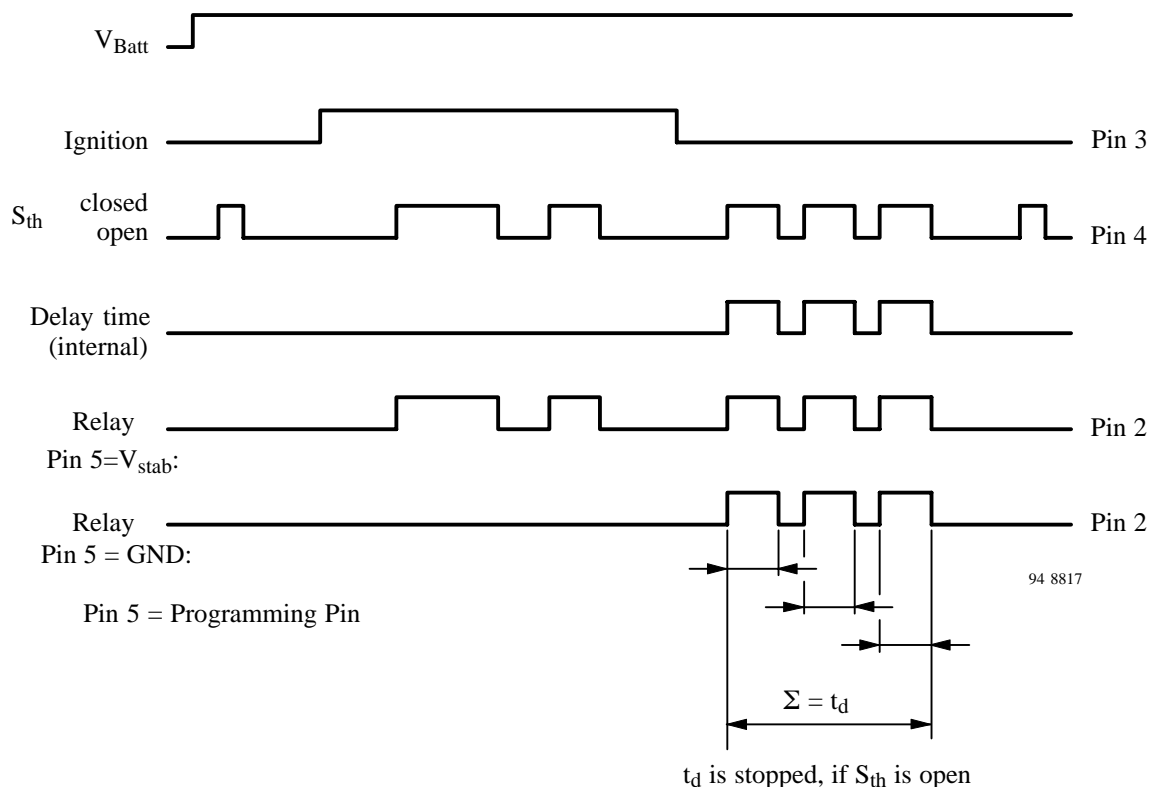 V_Batt
Ignition
Pin 3
S_th closed
open
Pin 4
Delay time
(internal)
Relay
Pin 2
Pin 5=V_stab:
Relay
Pin 2
Pin 5 = GND:
94 8817
Pin 5 = Programming Pin
Σ = t_d
t_d is stopped, if S_th is open